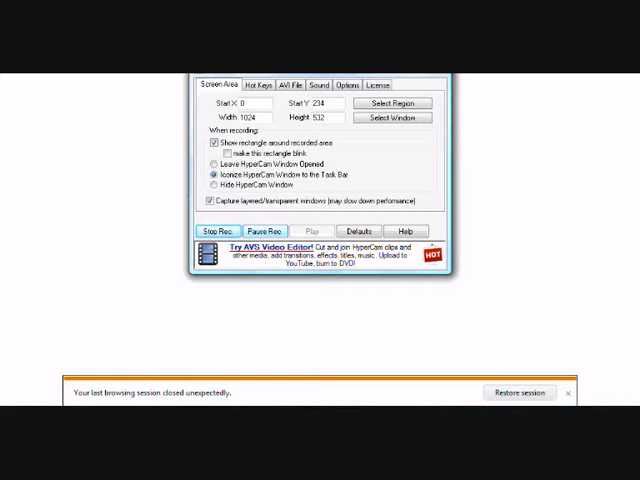 Screen Area Hot Keys AVI File Sound Options License
Start X 0 Start Y 234 Select Region
Width 1024 Height 532 Select Window
When recording:
Show rectangle around recorded area
make this rectangle blink
Leave HyperCam Window Opened
Iconize HyperCam Window to the Task Bar
Hide HyperCam Window
Capture layered/transparent windows (may slow down performance)
Stop Rec. Pause Rec. Play Defaults Help
Try AVS Video Editor! Cut and join HyperCam clips and
other media, add transitions, effects, titles, music. Upload to
YouTube, burn to DVD!
HOT
Your last browsing session closed unexpectedly. Restore session